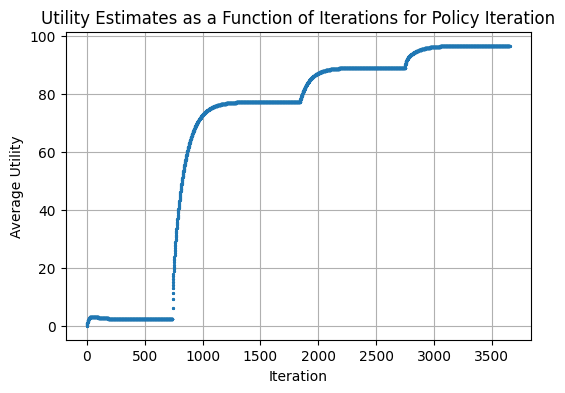 Utility Estimates as a Function of Iterations for Policy Iteration
100
80
60
40
20
0
Average Utility
0 500 1000 1500 2000 2500 3000 3500
Iteration